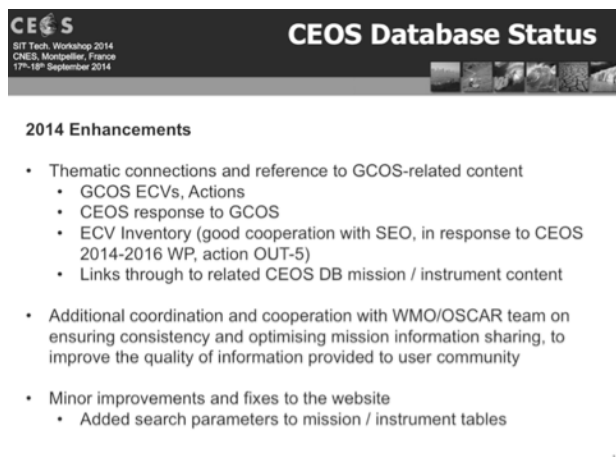 CEOS
SIT Tech. Workshop 2014
CNES, Montpellier, France
17th-18th September 2014
CEOS Database Status
2014 Enhancements
• Thematic connections and reference to GCOS-related content
• GCOS ECVs, Actions
• CEOS response to GCOS
• ECV Inventory (good cooperation with SEO, in response to CEOS
2014-2016 WP, action OUT-5)
• Links through to related CEOS DB mission / instrument content
• Additional coordination and cooperation with WMO/OSCAR team on
ensuring consistency and optimising mission information sharing, to
improve the quality of information provided to user community
• Minor improvements and fixes to the website
• Added search parameters to mission / instrument tables